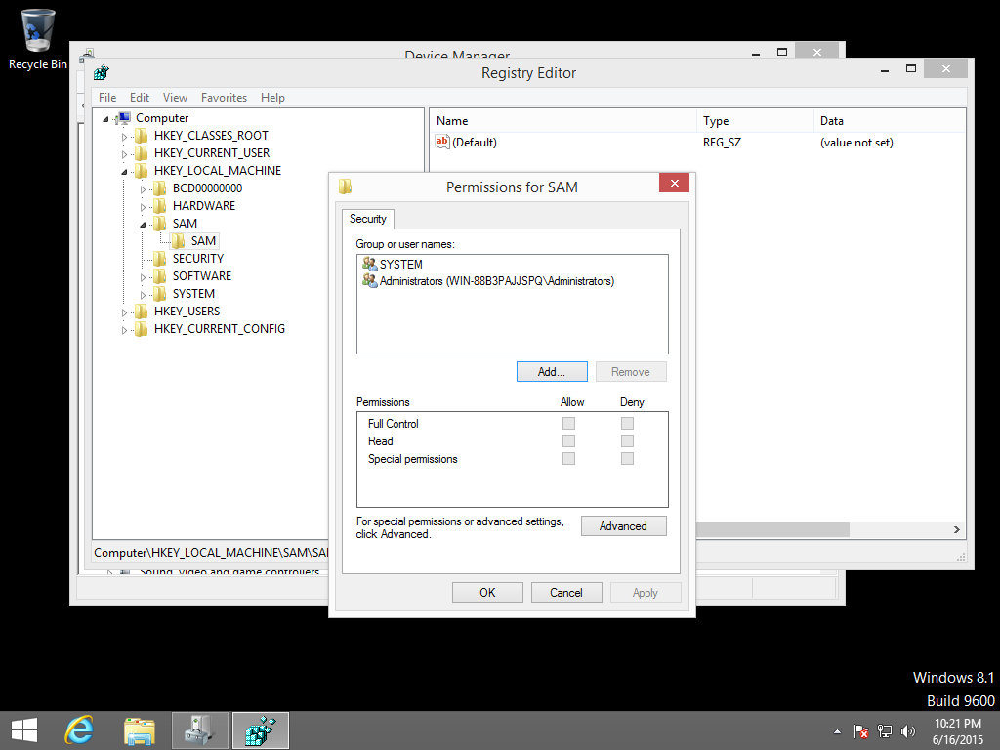 Recycle Bin
Device Manager
Registry Editor
File Edit View Favorites Help
Computer
HKEY_CLASSES_ROOT
HKEY_CURRENT_USER
HKEY_LOCAL_MACHINE
BCD00000000
HARDWARE
SAM
SAM
SECURITY
SOFTWARE
SYSTEM
HKEY_USERS
HKEY_CURRENT_CONFIG
Name Type Data
ab (Default) REG_SZ (value not set)
Permissions for SAM
Security
Group or user names:
SYSTEM
Administrators (WIN-88B3PAJJSPQ\Administrators)
Add... Remove
Permissions Allow Deny
Full Control
Read
Special permissions
For special permissions or advanced settings,
click Advanced.
Advanced
OK Cancel Apply
Computer\HKEY_LOCAL_MACHINE\SAM\SA
Sound, video and game controllers
Windows 8.1
Build 9600
10:21 PM
6/16/2015